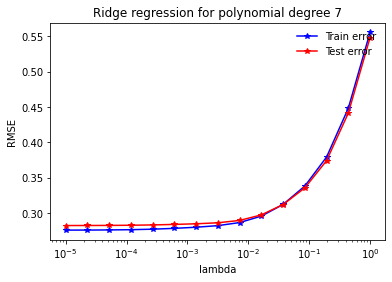 Ridge regression for polynomial degree 7
Train error
Test error
0.55
0.50
0.45
0.40
0.35
0.30
RMSE
10⁻⁵
10⁻⁴
10⁻³
10⁻²
10⁻¹
10⁰
lambda